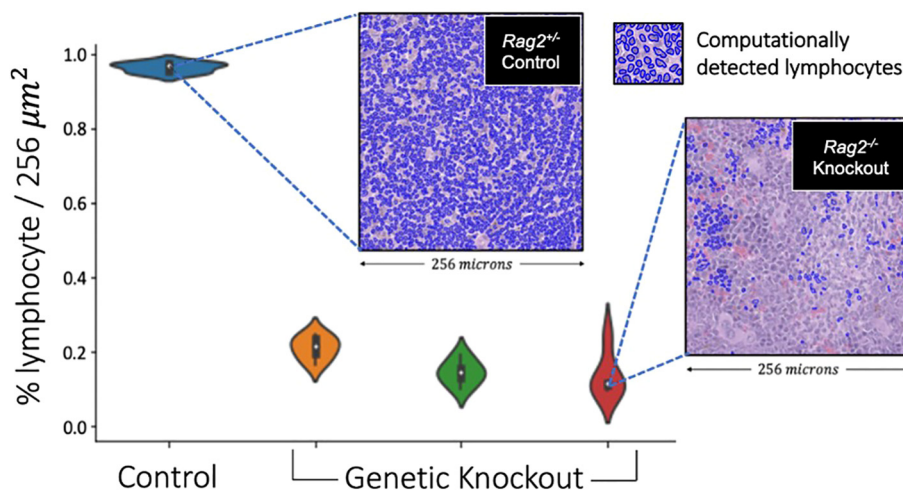 % lymphocyte / 256 μm²
1.0
0.8
0.6
0.4
0.2
0.0
Rag2+/-
Control
256 microns
Computationally
detected lymphocytes
Rag2-/-
Knockout
256 microns
Control
Genetic Knockout